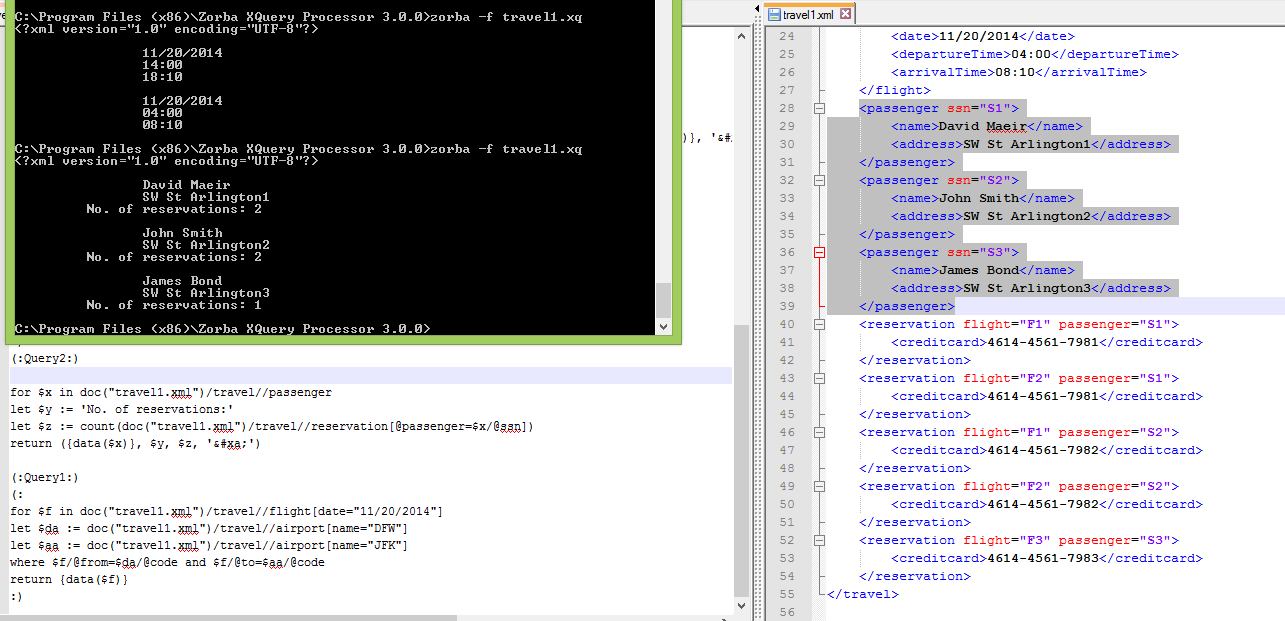 C:\Program Files (x86)\Zorba XQuery Processor 3.0.0>zorba -f travel1.xq
<?xml version="1.0" encoding="UTF-8"?>
11/20/2014
14:00
18:10
11/20/2014
04:00
08:10
C:\Program Files (x86)\Zorba XQuery Processor 3.0.0>zorba -f travel1.xq
<?xml version="1.0" encoding="UTF-8"?>
David Maeir
SW St Arlington1
No. of reservations: 2
John Smith
SW St Arlington2
No. of reservations: 2
James Bond
SW St Arlington3
No. of reservations: 1
C:\Program Files (x86)\Zorba XQuery Processor 3.0.0>
)}, '&#
(:Query2:)
for $x in doc("travel1.xml")/travel//passenger
let $y := 'No. of reservations:'
let $z := count(doc("travel1.xml")/travel//reservation[@passenger=$x/@ssn])
return ({data($x)}, $y, $z, '&#xa;')
(:Query1:)
(:
for $f in doc("travel1.xml")/travel//flight[date="11/20/2014"]
let $da := doc("travel1.xml")/travel//airport[name="DFW"]
let $aa := doc("travel1.xml")/travel//airport[name="JFK"]
where $f/@from=$da/@code and $f/@to=$aa/@code
return {data($f)}
:)
travel1.xml
24 <date>11/20/2014</date>
25 <departureTime>04:00</departureTime>
26 <arrivalTime>08:10</arrivalTime>
27 </flight>
28 <passenger ssn="S1">
29 <name>David Maeir</name>
30 <address>SW St Arlington1</address>
31 </passenger>
32 <passenger ssn="S2">
33 <name>John Smith</name>
34 <address>SW St Arlington2</address>
35 </passenger>
36 <passenger ssn="S3">
37 <name>James Bond</name>
38 <address>SW St Arlington3</address>
39 </passenger>
40 <reservation flight="F1" passenger="S1">
41 <creditcard>4614-4561-7981</creditcard>
42 </reservation>
43 <reservation flight="F2" passenger="S1">
44 <creditcard>4614-4561-7981</creditcard>
45 </reservation>
46 <reservation flight="F1" passenger="S2">
47 <creditcard>4614-4561-7982</creditcard>
48 </reservation>
49 <reservation flight="F2" passenger="S2">
50 <creditcard>4614-4561-7982</creditcard>
51 </reservation>
52 <reservation flight="F3" passenger="S3">
53 <creditcard>4614-4561-7983</creditcard>
54 </reservation>
55 </travel>
56